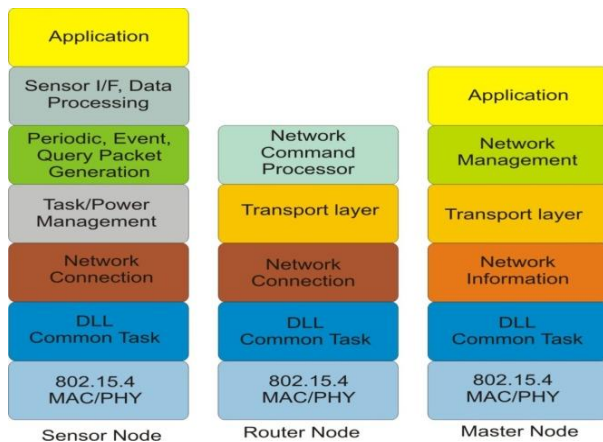 Application
Sensor I/F, Data
Processing
Periodic, Event,
Query Packet
Generation
Task/Power
Management
Network
Connection
DLL
Common Task
802.15.4
MAC/PHY
Sensor Node
Network
Command
Processor
Transport layer
Network
Connection
DLL
Common Task
802.15.4
MAC/PHY
Router Node
Application
Network
Management
Transport layer
Network
Information
DLL
Common Task
802.15.4
MAC/PHY
Master Node